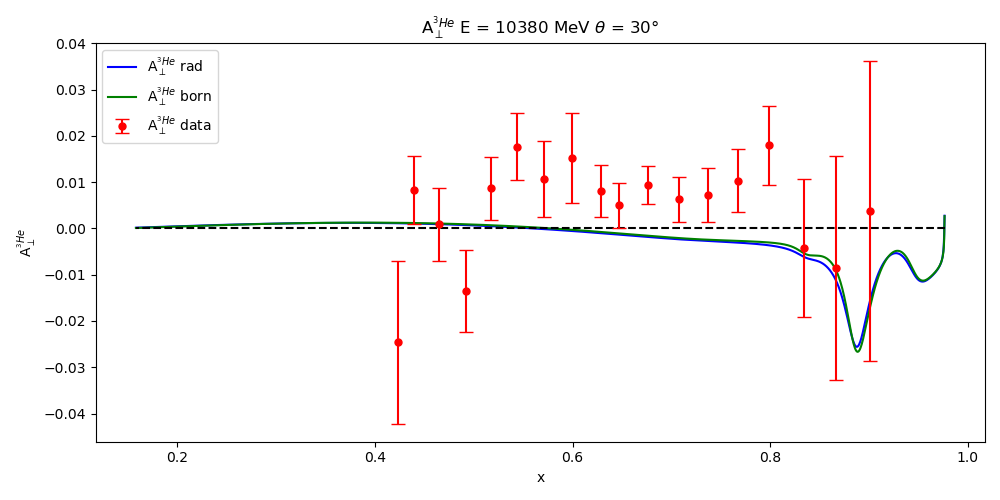 A⊥^³He E = 10380 MeV θ = 30°
A⊥^³He rad
A⊥^³He born
A⊥^³He data
A⊥^³He
0.04
0.03
0.02
0.01
0.00
−0.01
−0.02
−0.03
−0.04
0.2 0.4 0.6 0.8 1.0
x